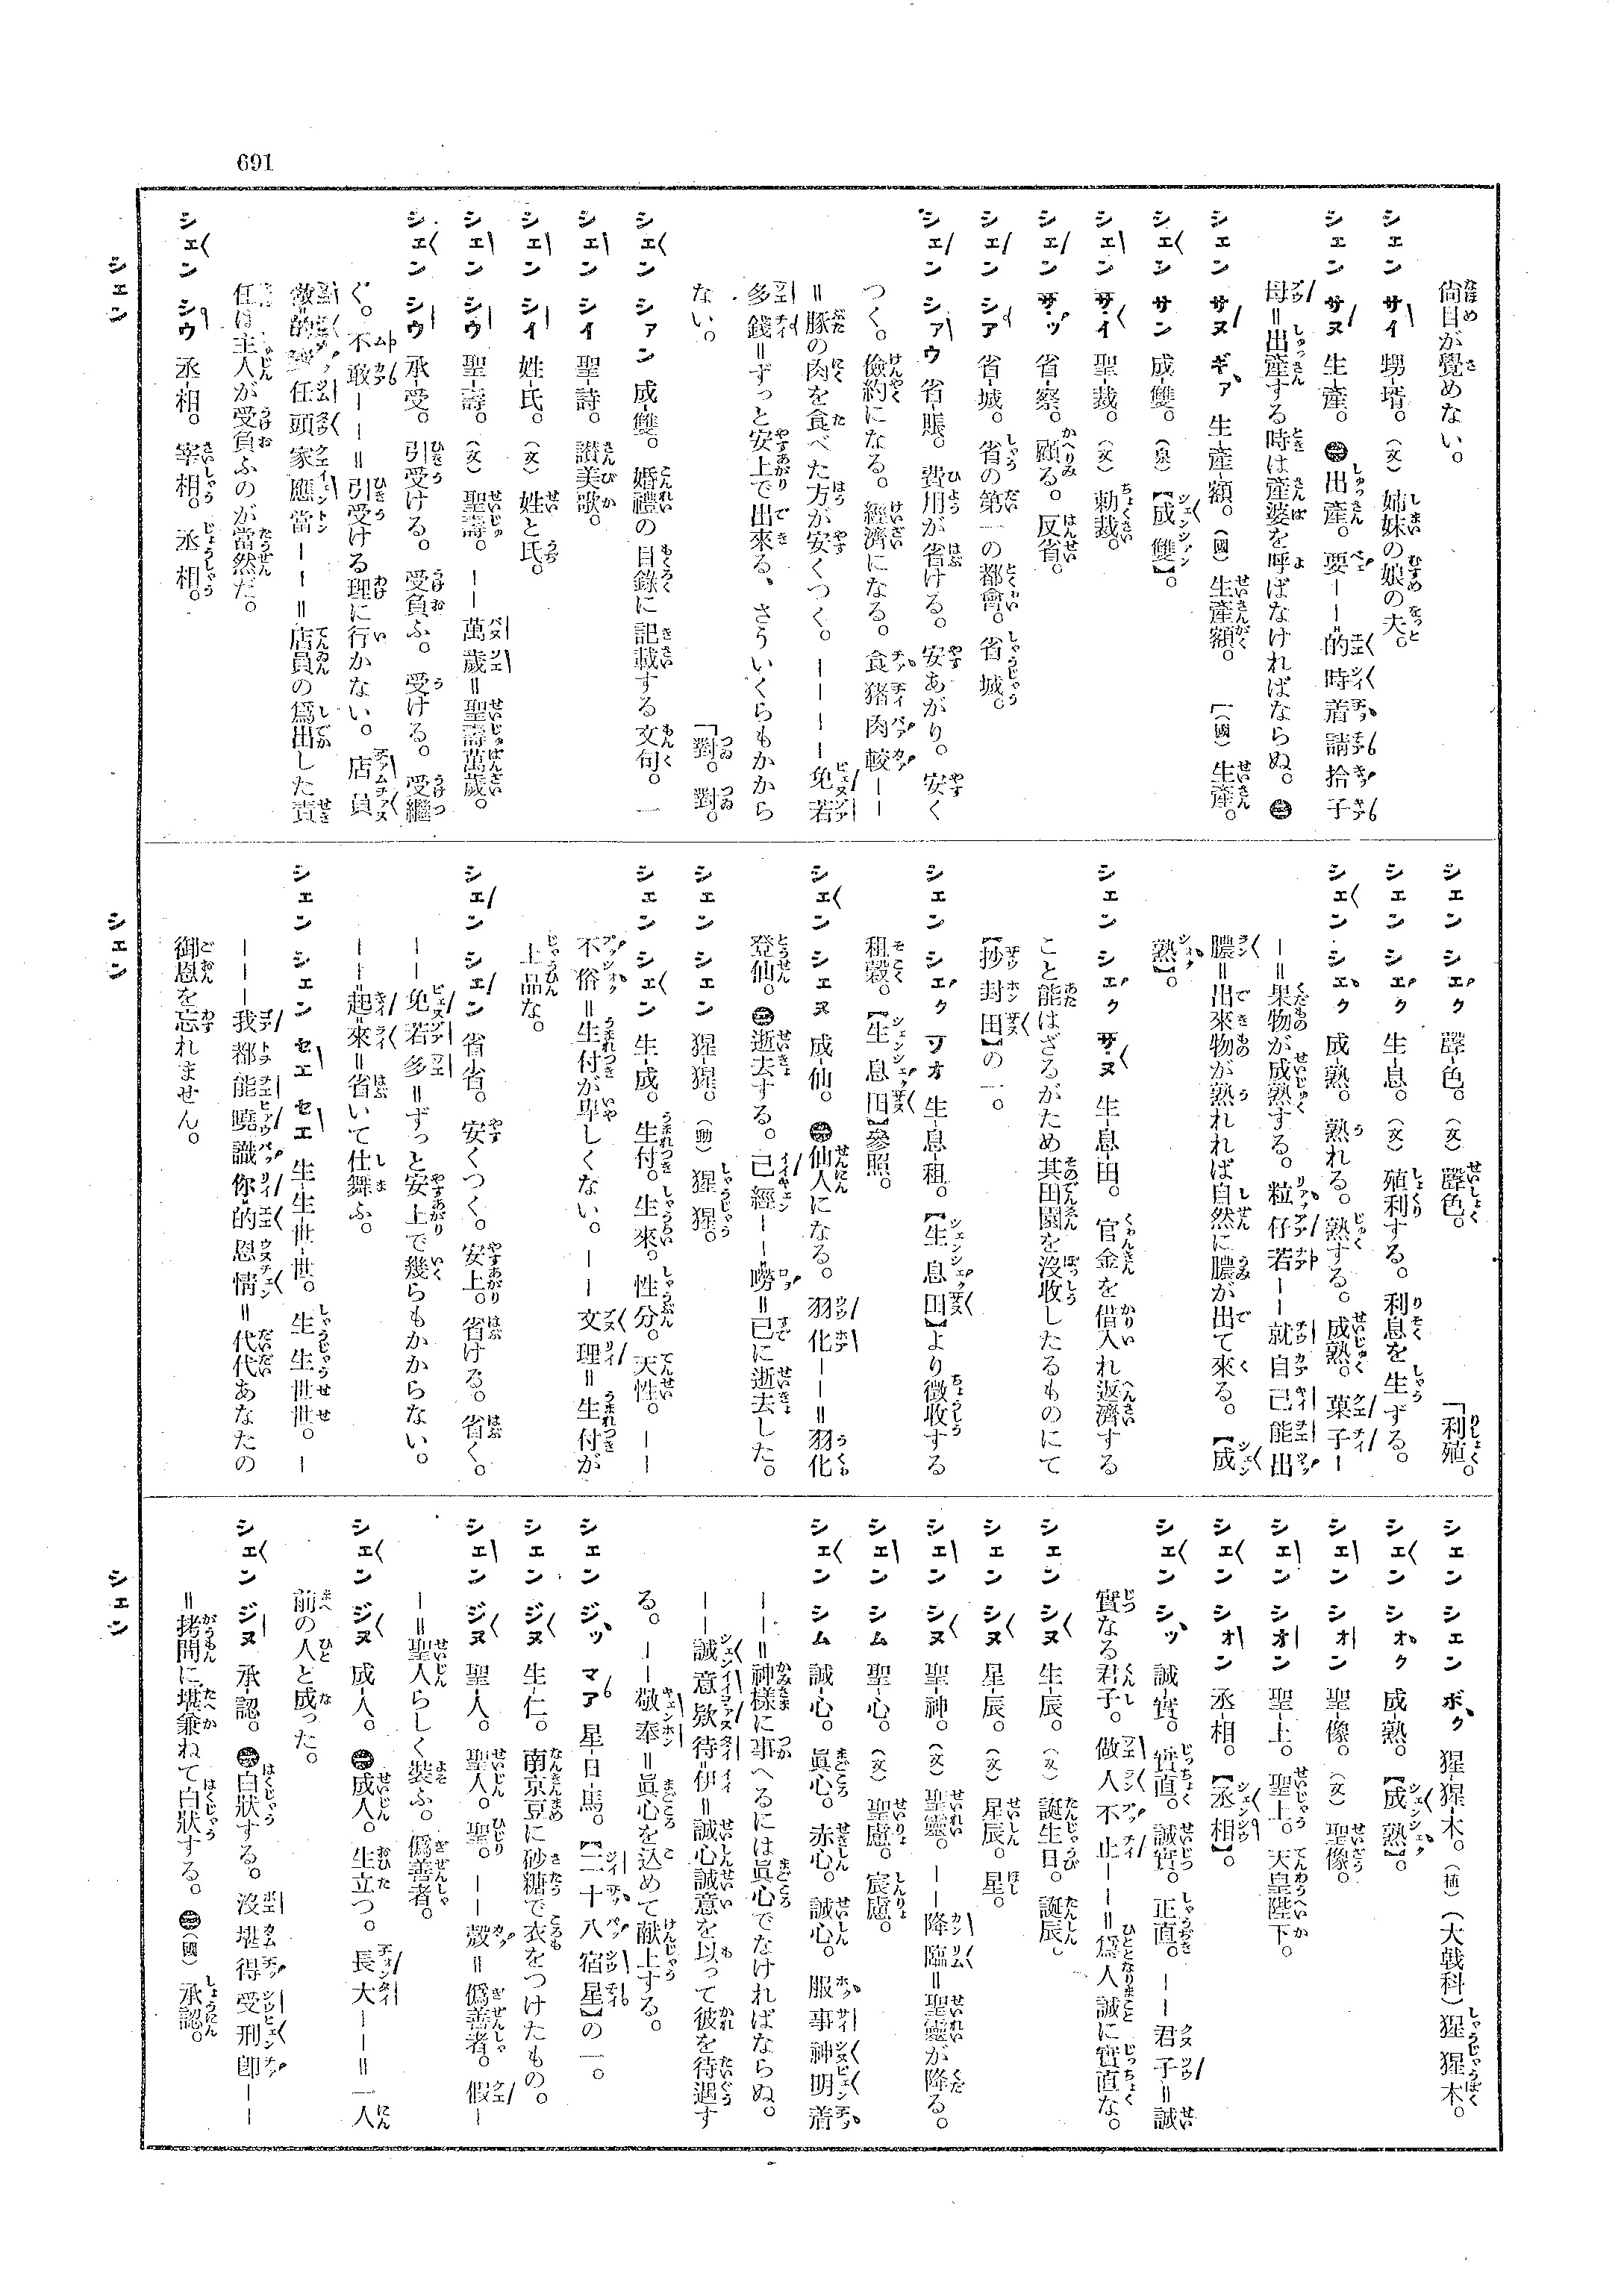 691
尙目が覺めない。
シエン サイ 甥-壻。（文）姉妹の娘の夫。
シエン サヌ 生-產。㊁出產。要ーー的時着請拾子
母＝出產する時は產婆を呼ばなければならぬ。㊂
シエン サヌ ギァ 生-產-額。（國）生產額。 「（國）生產。
シエン サン 成-雙。（泉）【成雙】。
シエン サイ 聖-裁。（文）勅裁。
シエン サッ 省-察。顧る。反省。
シエン シァ 省-城。省の第一の都會。省城。
シエン シァウ 省-賬。費用が省ける。安あがり。安く
つく。儉約になる。經濟になる。食猪肉較ーー
＝豚の肉を食べた方が安くつく。ーーーー免若
多錢＝ずっと安上で出來る、さういくらもかから
ない。 「對。對。
シエン シァン 成-雙。婚禮の目錄に記載する文句。一
シエン シイ 聖-詩。讃美歌。
シエン シイ 姓-氏。（文）姓と氏。
シエン シウ 聖-壽。（文）聖壽。ーー萬歲＝聖壽萬歲。
シエン シウ 承-受。引受ける。受負ふ。受ける。受繼
ぐ。不敢ーー＝引受ける理に行かない。店員
做的 任頭家應當ーー＝店員の爲出した責
任は主人が受負ふのが當然だ。
シエン シウ 丞-相。宰相。丞相。
シエン
シエン シェク 聲-色。（文）聲色。 「利殖。
シエン シェク 生-息。（文）殖利する。利息を生ずる。
シエン シェク 成-熟。熟れる。熟する。成熟。菓子ー
ー＝果物が成熟する。粒仔若ーー就自己能出
膿＝出來物が熟れれば自然に膿が出て來る。【成
熟】。
シエン シェク サヌ 生-息-田。官金を借入れ返濟する
こと能はざるがため其田園を沒收したるものにて
【抄封田】の一。
シエン シェク ソオ 生-息-租。【生息田】より徵收する
租穀。【生息田】參照。
シエン シエヌ 成-仙。㊁仙人になる。羽化ーー＝羽化
登仙。㊂逝去する。已經ーー嘮＝已に逝去した。
シエン シエン 猩-猩。（動）猩猩。
シエン シエン 生-成。生付。生來。性分。天性。ーー
不俗＝生付が卑しくない。ーー文理＝生付が
上品な。
シエン シエン 省省。安くつく。安上。省ける。省く。
ーー免若多＝ずっと安上で幾らもかからない。
ーー起來＝省いて仕舞ふ。
シエン シエン セエ セエ 生-生-世-世。生生世世。ー
ーーー我都能曉識你的恩情＝代代あなたの
御恩を忘れません。
シエン
シエン シエン ボク 猩-猩-木。（植）（大戟科）猩猩木。
シエン シオク 成-熟。【成熟】。
シエン シオン 聖-像。（文）聖像。
シエン シオン 聖-上。聖上。天皇陛下。
シエン シオン 丞-相。【丞相】。
シエン シッ 誠-實。實直。誠實。正直。ーー君子＝誠
實なる君子。做人不止ーー＝爲人誠に實直な。
シエン シヌ 生-辰。（文）誕生日。誕辰。
シエン シヌ 星-辰。（文）星辰。星。
シエン シヌ 聖-神。（文）聖靈。ーー降臨＝聖靈が降る。
シエン シム 聖-心。（文）聖慮。宸慮。
シエン シム 誠-心。眞心。赤心。誠心。服事神明着
ーー＝神樣に事へるには眞心でなければならぬ。
ーー誠意欵待伊＝誠心誠意を以って彼を待遇す
る。ーー敬奉＝眞心を込めて獻上する。
シエン ジッ マア 星-日-馬。【二十八宿星】の一。
シエン ジヌ 生-仁。南京豆に砂糖で衣をつけたもの。
シエン ジヌ 聖-人。聖人。聖。ーー殼＝僞善者。假ー
ー＝聖人らしく裝ふ。僞善者。
シエン ジヌ 成-人。㊁成人。生立つ。長大ーー＝一人
前の人と成った。
シエン ジヌ 承-認。㊁白狀する。沒堪得受刑卽ーー
＝拷問に堪兼ねて白狀する。㊂（國）承認。
シエン